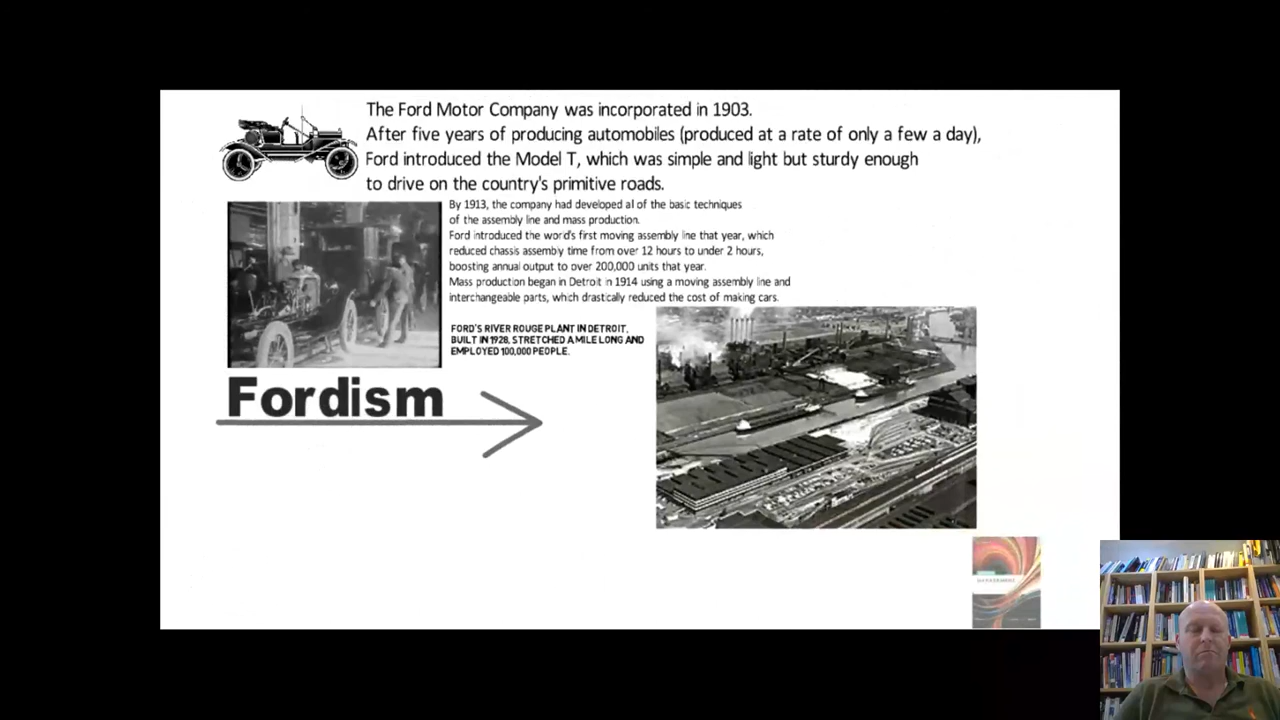 The Ford Motor Company was incorporated in 1903.
After five years of producing automobiles (produced at a rate of only a few a day),
Ford introduced the Model T, which was simple and light but sturdy enough
to drive on the country's primitive roads.
By 1913, the company had developed al of the basic techniques
of the assembly line and mass production.
Ford introduced the world's first moving assembly line that year, which
reduced chassis assembly time from over 12 hours to under 2 hours,
boosting annual output to over 200,000 units that year.
Mass production began in Detroit in 1914 using a moving assembly line and
interchangeable parts, which drastically reduced the cost of making cars.
FORD'S RIVER ROUGE PLANT IN DETROIT,
BUILT IN 1928, STRETCHED A MILE LONG AND
EMPLOYED 100,000 PEOPLE.
Fordism